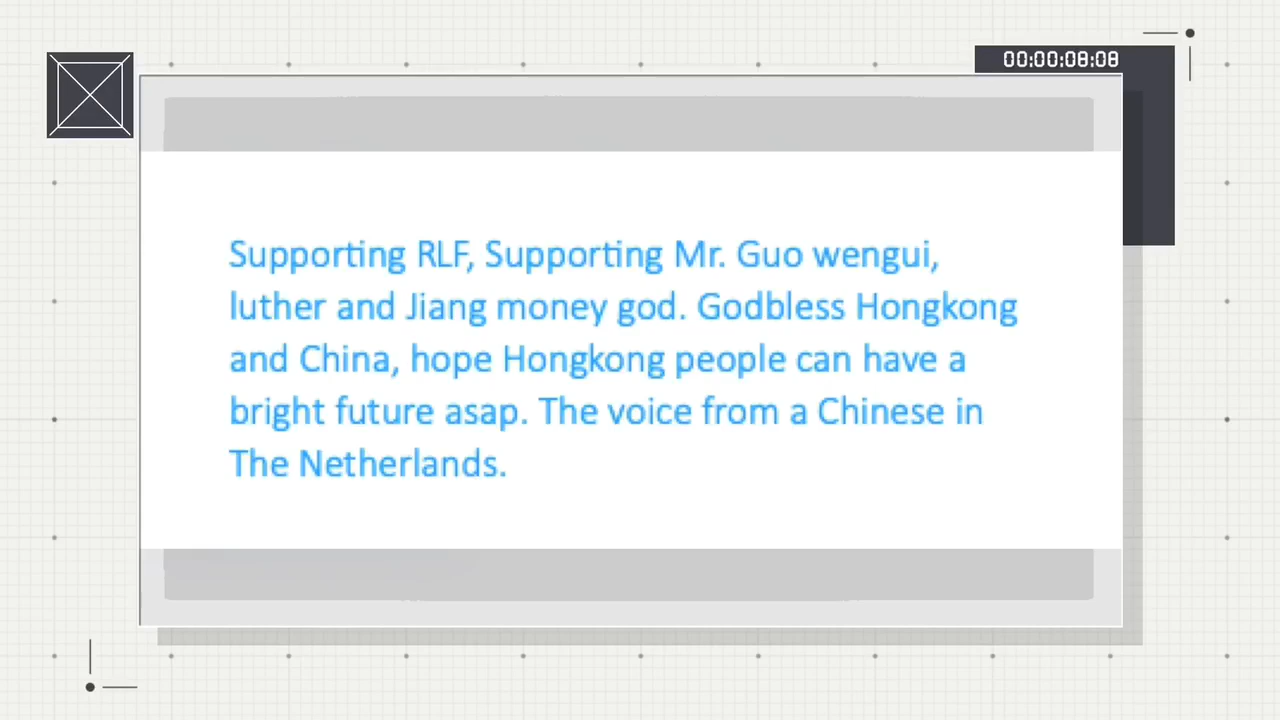 00:00:08:08
Supporting RLF, Supporting Mr. Guo wengui,
luther and Jiang money god. Godbless Hongkong
and China, hope Hongkong people can have a
bright future asap. The voice from a Chinese in
The Netherlands.